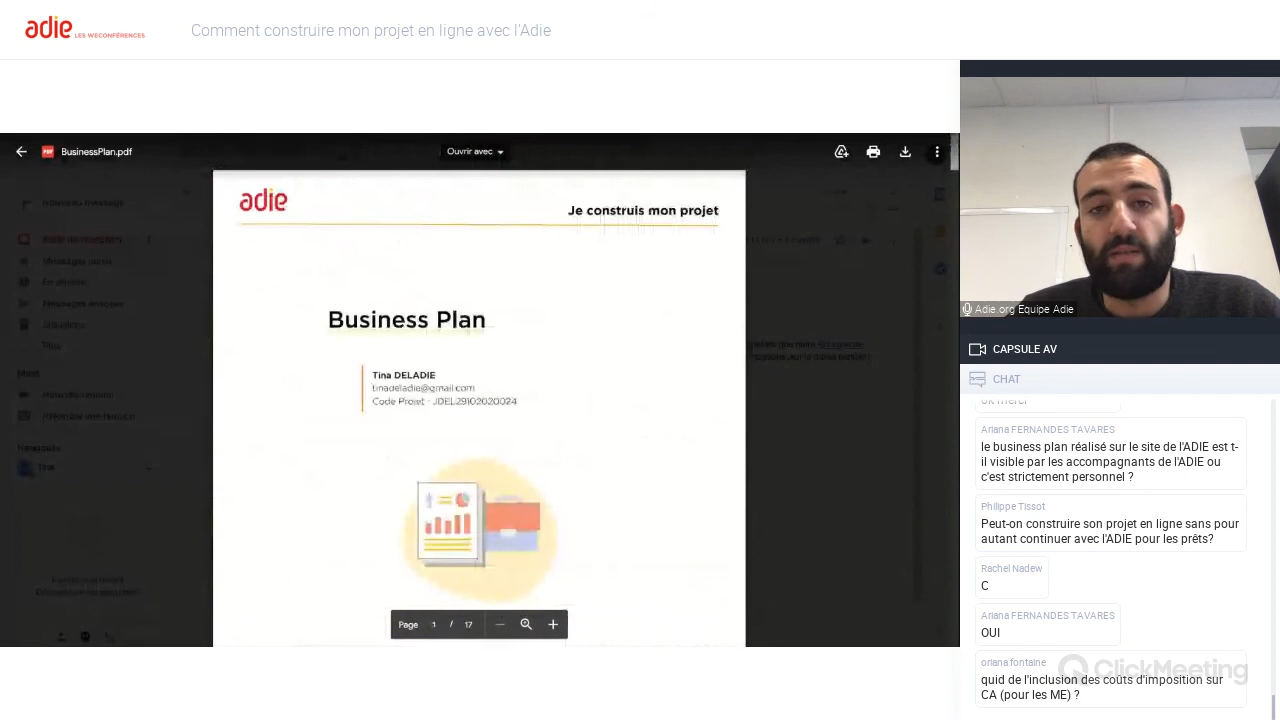 adie LES WECONFÉRENCES
Comment construire mon projet en ligne avec l'Adie
PDF BusinessPlan.pdf
Ouvrir avec
adie
Je construis mon projet
Business Plan
Tina DELADIE
tinadeladie@gmail.com
Code Projet - JDEL29102020024
Page 1 / 17
Adie.org Equipe Adie
CAPSULE AV
CHAT
OK merci
Ariana FERNANDES TAVARES
le business plan réalisé sur le site de l'ADIE est t-
il visible par les accompagnants de l'ADIE ou
c'est strictement personnel ?
Philippe Tissot
Peut-on construire son projet en ligne sans pour
autant continuer avec l'ADIE pour les prêts?
Rachel Nadew
C
Ariana FERNANDES TAVARES
OUI
oriana fontaine
quid de l'inclusion des coûts d'imposition sur
CA (pour les ME) ?
ClickMeeting